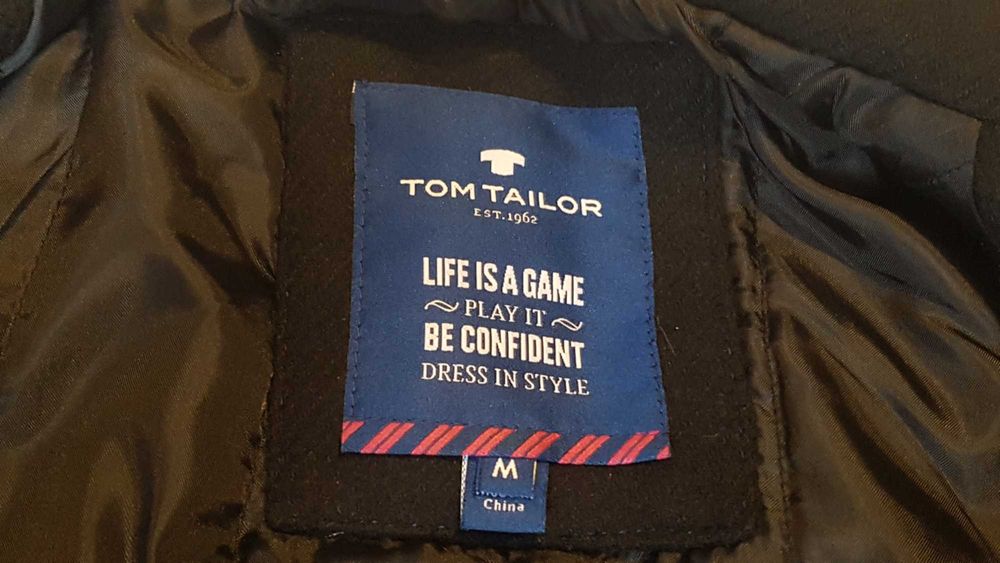 TOM TAILOR
EST. 1962
LIFE IS A GAME
PLAY IT
BE CONFIDENT
DRESS IN STYLE
M
China